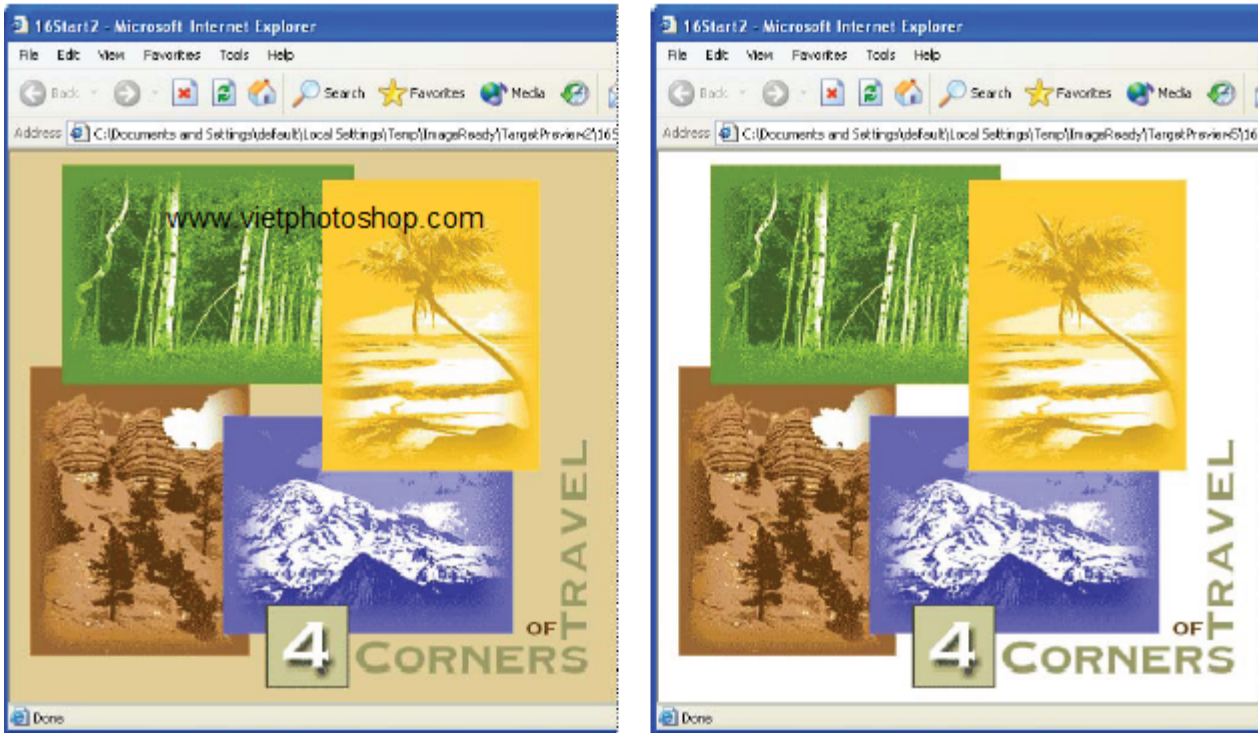 16Start2 - Microsoft Internet Explorer
File Edit View Favorites Tools Help
Back Search Favorites Media
Address C:\Documents and Settings\default\Local Settings\Temp\ImageReady\TargetPreview2\16S
www.vietphotoshop.com
TRAVEL
OF
4 CORNERS
Done
16Start2 - Microsoft Internet Explorer
File Edit View Favorites Tools Help
Back Search Favorites Media
Address C:\Documents and Settings\default\Local Settings\Temp\ImageReady\TargetPreview5\16
TRAVEL
OF
4 CORNERS
Done